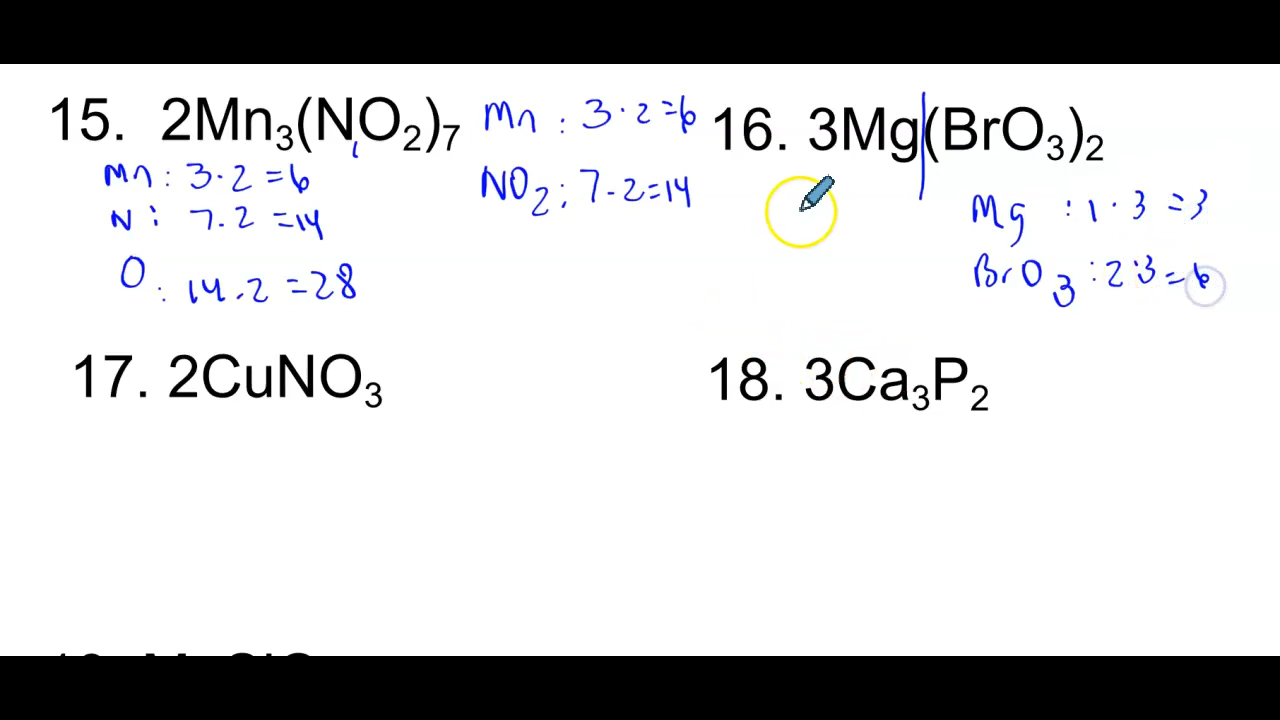 15. 2Mn₃(NO₂)₇
Mn : 3·2=6
N : 7·2=14
O : 14·2=28
Mn : 3·2=6
NO₂ : 7·2=14
16. 3Mg(BrO₃)₂
Mg : 1·3=3
BrO₃ : 2·3=6
17. 2CuNO₃
18. 3Ca₃P₂